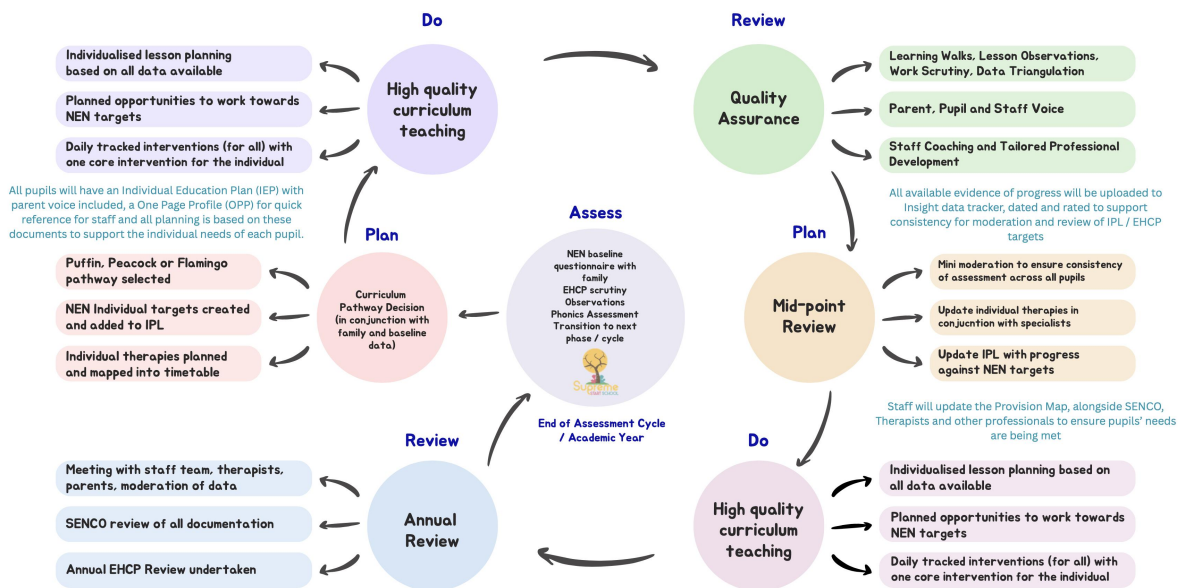 Do
High quality
curriculum
teaching
Individualised lesson planning
based on all data available
Planned opportunities to work towards
NEN targets
Daily tracked interventions (for all) with
one core intervention for the individual
All pupils will have an Individual Education Plan (IEP) with
parent voice included, a One Page Profile (OPP) for quick
reference for staff and all planning is based on these
documents to support the individual needs of each pupil.
Review
Quality
Assurance
Learning Walks, Lesson Observations,
Work Scrutiny, Data Triangulation
Parent, Pupil and Staff Voice
Staff Coaching and Tailored Professional
Development
All available evidence of progress will be uploaded to
Insight data tracker, dated and rated to support
consistency for moderation and review of IPL / EHCP
targets
Plan
Curriculum
Pathway Decision
(in conjunction with
family and baseline
data)
Puffin, Peacock or Flamingo
pathway selected
NEN Individual targets created
and added to IPL
Individual therapies planned
and mapped into timetable
Assess
NEN baseline
questionnaire with
family
EHCP scrutiny
Observations
Phonics Assessment
Transition to next
phase / cycle
Supreme
End of Assessment Cycle
/ Academic Year
Plan
Mid-point
Review
Mini moderation to ensure consistency
of assessment across all pupils
Update individual therapies in
conjucntion with specialists
Update IPL with progress
against NEN targets
Staff will update the Provision Map, alongside SENCO,
Therapists and other professionals to ensure pupils' needs
are being met
Review
Annual
Review
Meeting with staff team, therapists,
parents, moderation of data
SENCO review of all documentation
Annual EHCP Review undertaken
Do
High quality
curriculum
teaching
Individualised lesson planning based on
all data available
Planned opportunities to work towards
NEN targets
Daily tracked interventions (for all) with
one core intervention for the individual